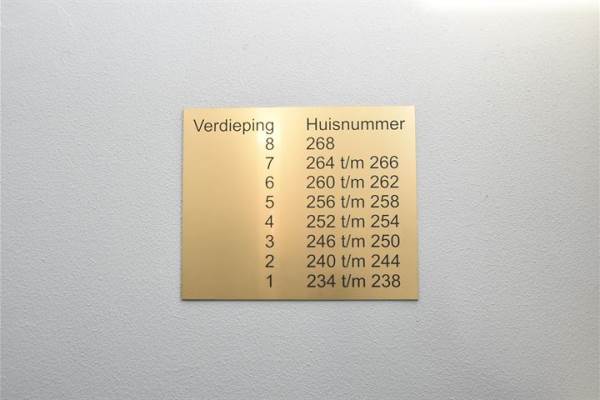 Verdieping Huisnummer
8 268
7 264 t/m 266
6 260 t/m 262
5 256 t/m 258
4 252 t/m 254
3 246 t/m 250
2 240 t/m 244
1 234 t/m 238